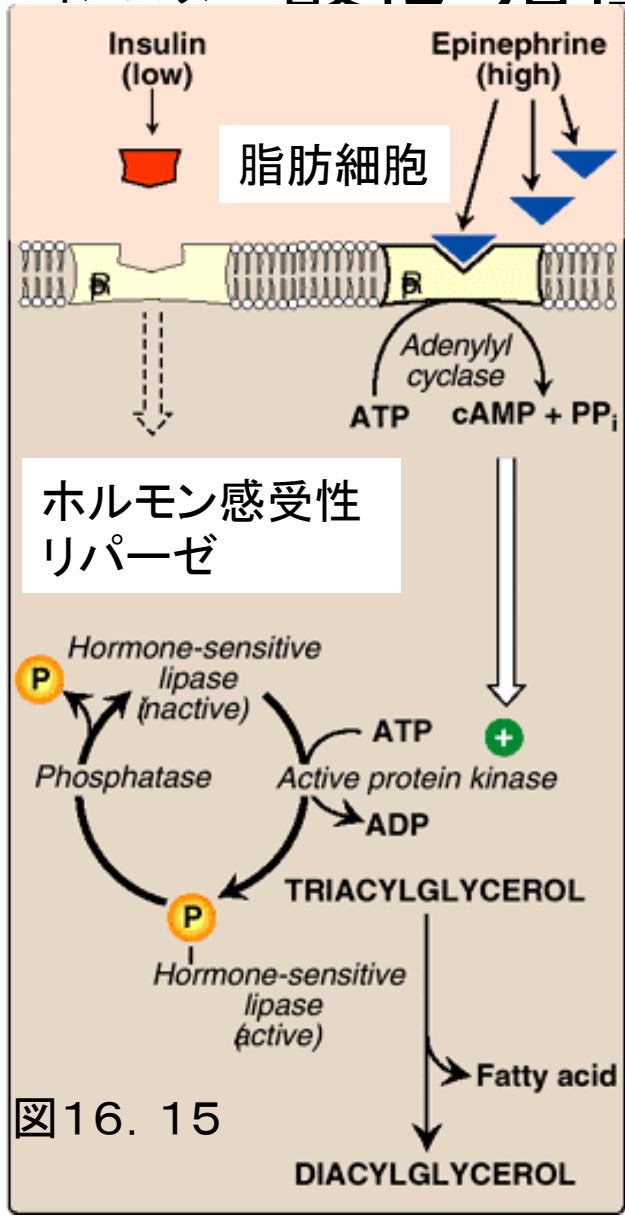 Insulin
(low)
Epinephrine
(high)
脂肪細胞
Adenylyl
cyclase
ATP
cAMP + PPi
ホルモン感受性
リパーゼ
Hormone-sensitive
lipase
(inactive)
P
ATP
+
Phosphatase
Active protein kinase
ADP
TRIACYLGLYCEROL
P
Hormone-sensitive
lipase
(active)
Fatty acid
図16. 15
DIACYLGLYCEROL